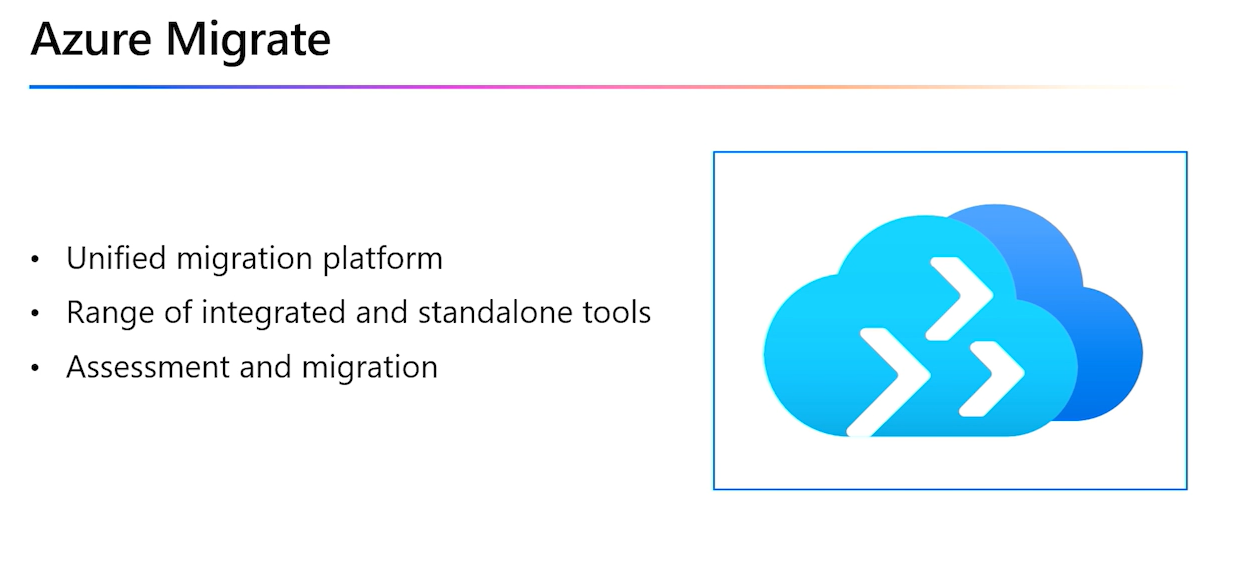 Azure Migrate
• Unified migration platform
• Range of integrated and standalone tools
• Assessment and migration